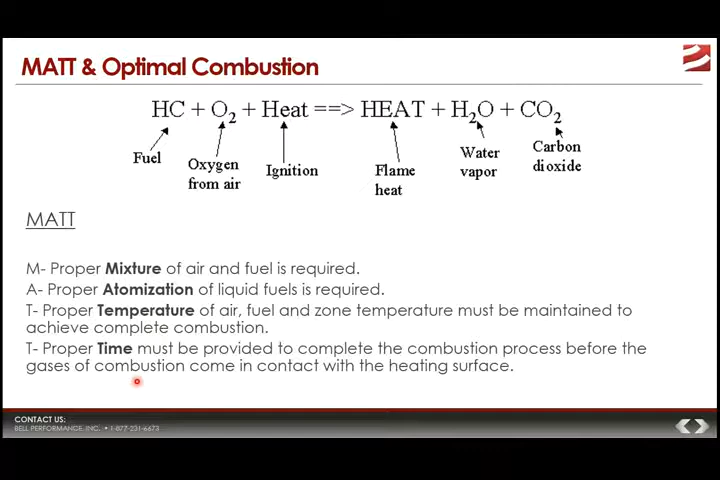 MATT & Optimal Combustion
HC + O2 + Heat ==> HEAT + H2O + CO2
Fuel
Oxygen
from air
Ignition
Flame
heat
Water
vapor
Carbon
dioxide
MATT
M- Proper Mixture of air and fuel is required.
A- Proper Atomization of liquid fuels is required.
T- Proper Temperature of air, fuel and zone temperature must be maintained to
achieve complete combustion.
T- Proper Time must be provided to complete the combustion process before the
gases of combustion come in contact with the heating surface.
CONTACT US:
BELL PERFORMANCE, INC. • 1-877-231-6673